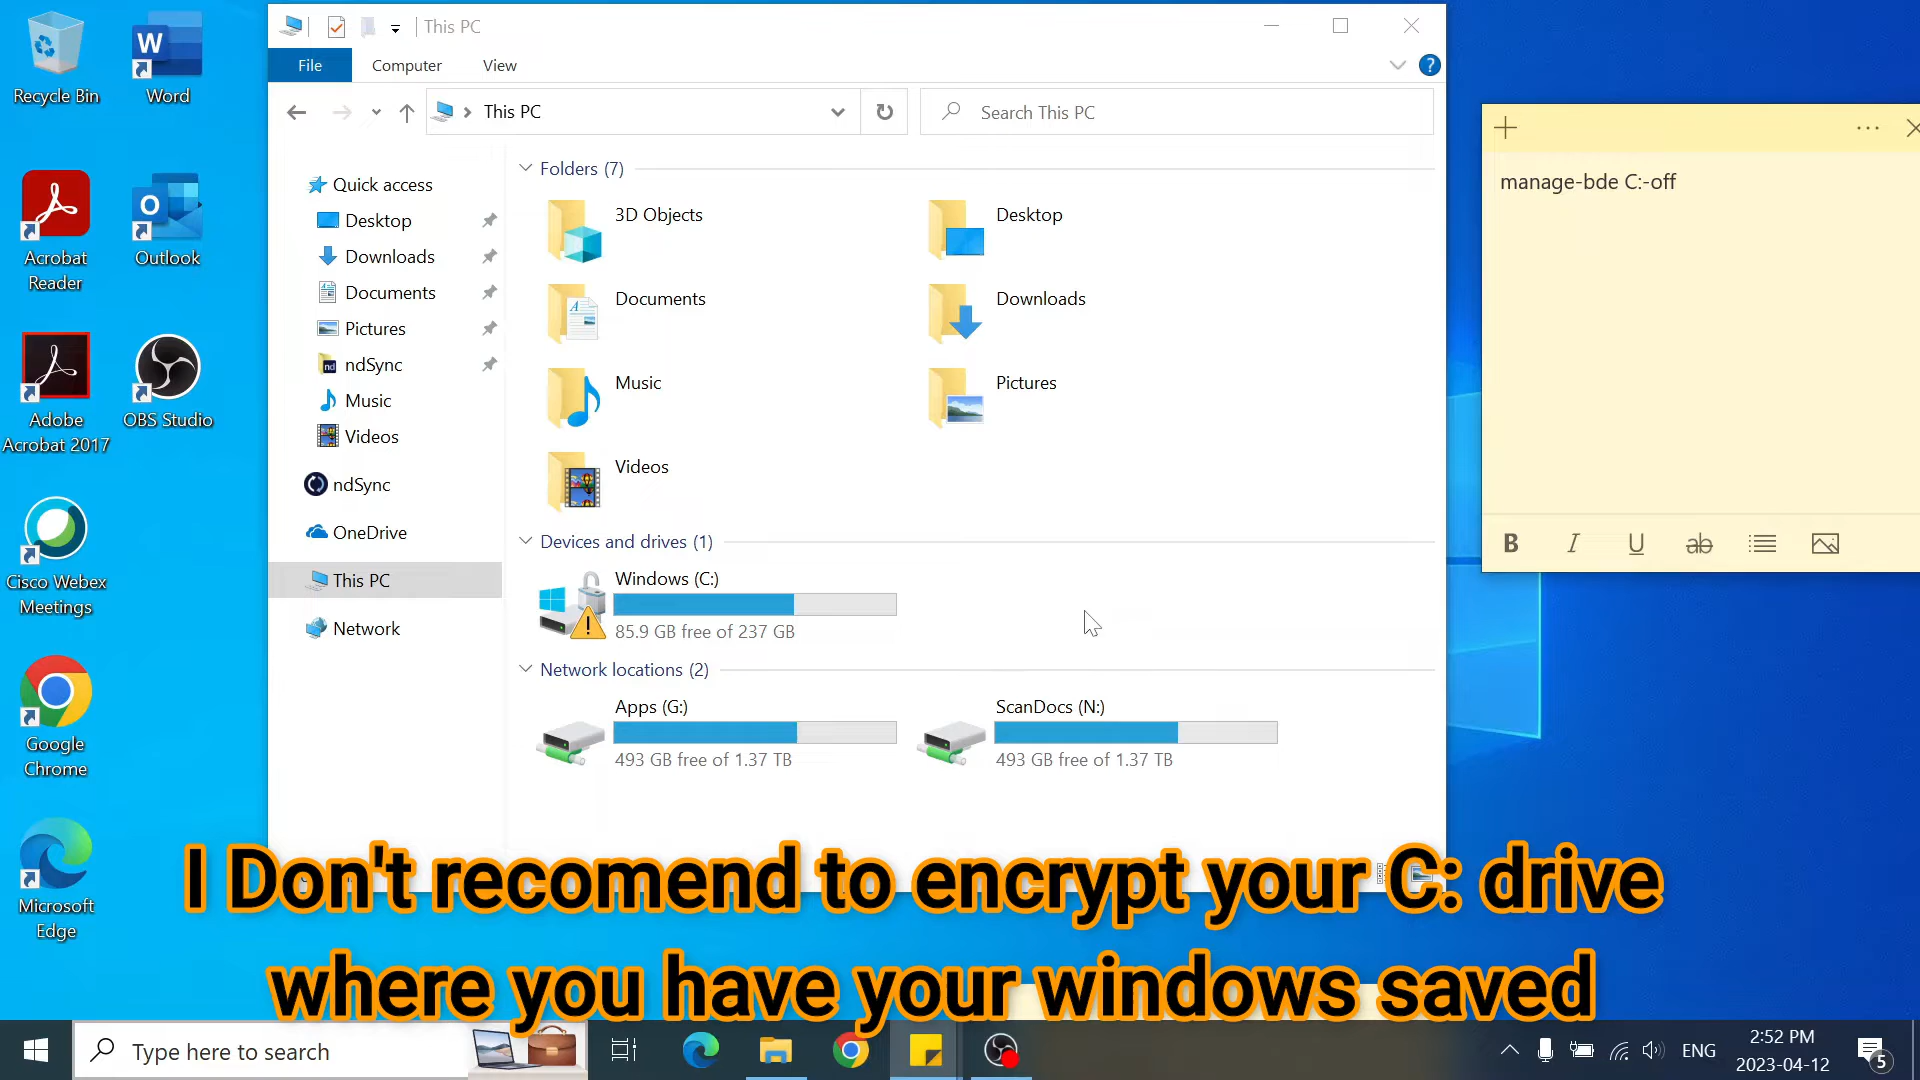 This PC
File
Computer
View
This PC
Search This PC
Recycle Bin
Word
Acrobat Reader
Outlook
Adobe Acrobat 2017
OBS Studio
Cisco Webex Meetings
Google Chrome
Microsoft Edge
Quick access
Desktop
Downloads
Documents
Pictures
ndSync
Music
Videos
ndSync
OneDrive
This PC
Network
Folders (7)
3D Objects
Desktop
Documents
Downloads
Music
Pictures
Videos
Devices and drives (1)
Windows (C:)
85.9 GB free of 237 GB
Network locations (2)
Apps (G:)
493 GB free of 1.37 TB
ScanDocs (N:)
493 GB free of 1.37 TB
manage-bde C:-off
B I U ab
I Don't recomend to encrypt your C: drive
where you have your windows saved
Type here to search
ENG
2:52 PM
2023-04-12
5